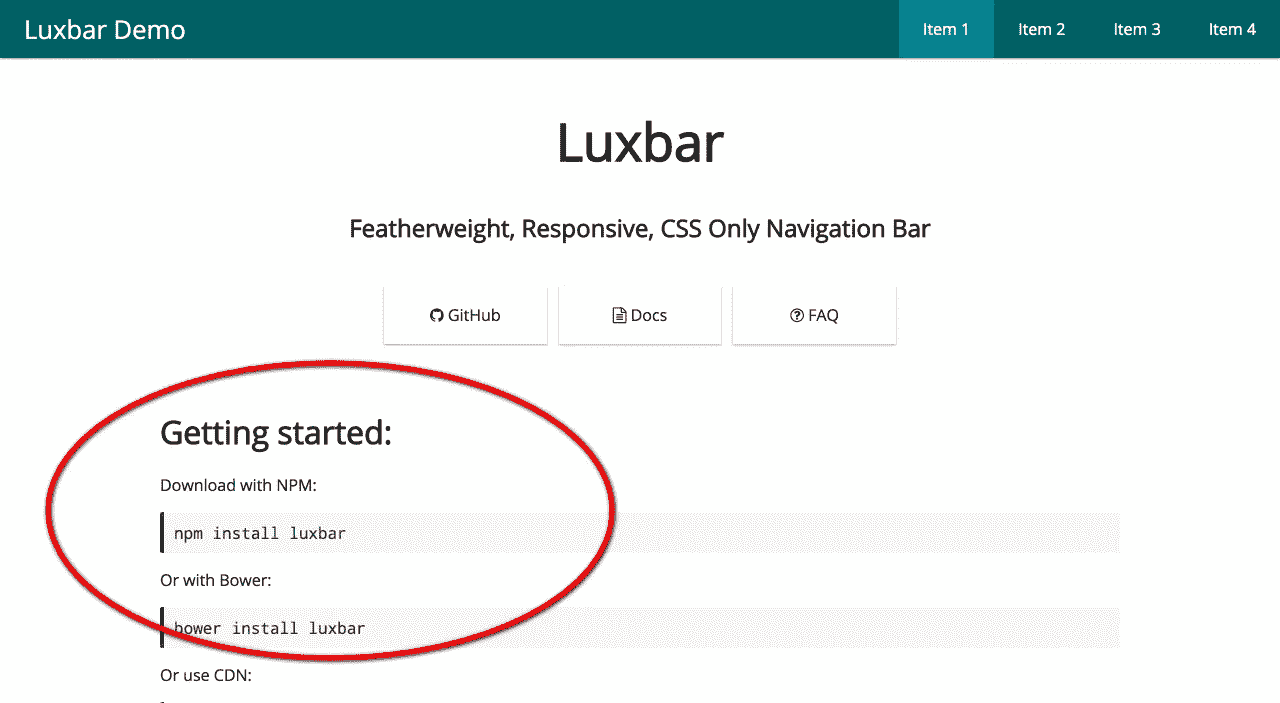 Luxbar Demo
Item 1 Item 2 Item 3 Item 4
Luxbar
Featherweight, Responsive, CSS Only Navigation Bar
GitHub Docs FAQ
Getting started:
Download with NPM:
npm install luxbar
Or with Bower:
bower install luxbar
Or use CDN: